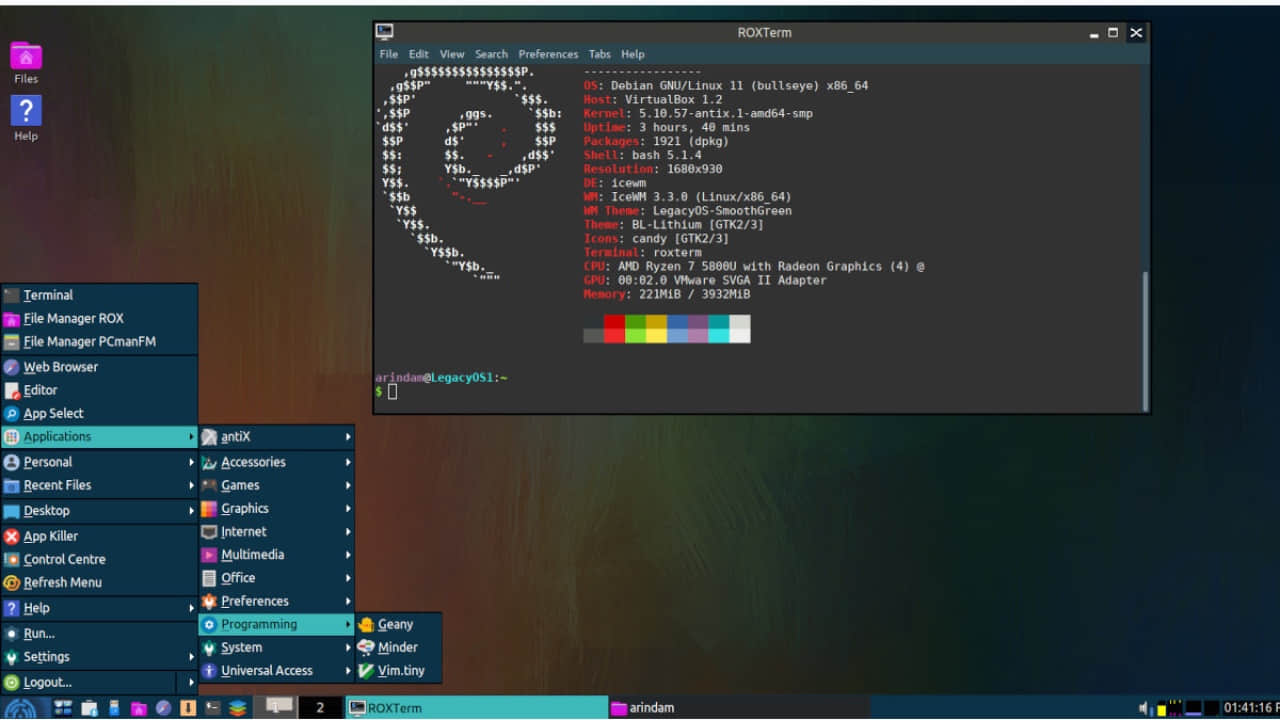 Files
Help
ROXTerm
File Edit View Search Preferences Tabs Help
,g$$$$$$$$$$$$$$$P.
,g$$P" """Y$$.".
,$$P' `$$$.
',$$P ,ggs. `$$b:
`d$$' ,$P"' . $$$
$$P d$' , $$P
$$: $$. - ,d$$'
$$; Y$b._ _,d$P'
Y$$. `.`"Y$$$$P"'
`$$b "-.__
`Y$$
`Y$$.
`$$b.
`Y$$b.
`"Y$b._
`"""
-----------------
OS: Debian GNU/Linux 11 (bullseye) x86_64
Host: VirtualBox 1.2
Kernel: 5.10.57-antix.1-amd64-smp
Uptime: 3 hours, 40 mins
Packages: 1921 (dpkg)
Shell: bash 5.1.4
Resolution: 1680x930
DE: icewm
WM: IceWM 3.3.0 (Linux/x86_64)
WM Theme: LegacyOS-SmoothGreen
Theme: BL-Lithium [GTK2/3]
Icons: candy [GTK2/3]
Terminal: roxterm
CPU: AMD Ryzen 7 5800U with Radeon Graphics (4) @
GPU: 00:02.0 VMware SVGA II Adapter
Memory: 221MiB / 3932MiB
arindam@LegacyOS1:~
$
Terminal
File Manager ROX
File Manager PCmanFM
Web Browser
Editor
App Select
Applications
Personal
Recent Files
Desktop
App Killer
Control Centre
Refresh Menu
Help
Run...
Settings
Logout...
antiX
Accessories
Games
Graphics
Internet
Multimedia
Office
Preferences
Programming
System
Universal Access
Geany
Minder
Vim.tiny
1
2
ROXTerm
arindam
01:41:16